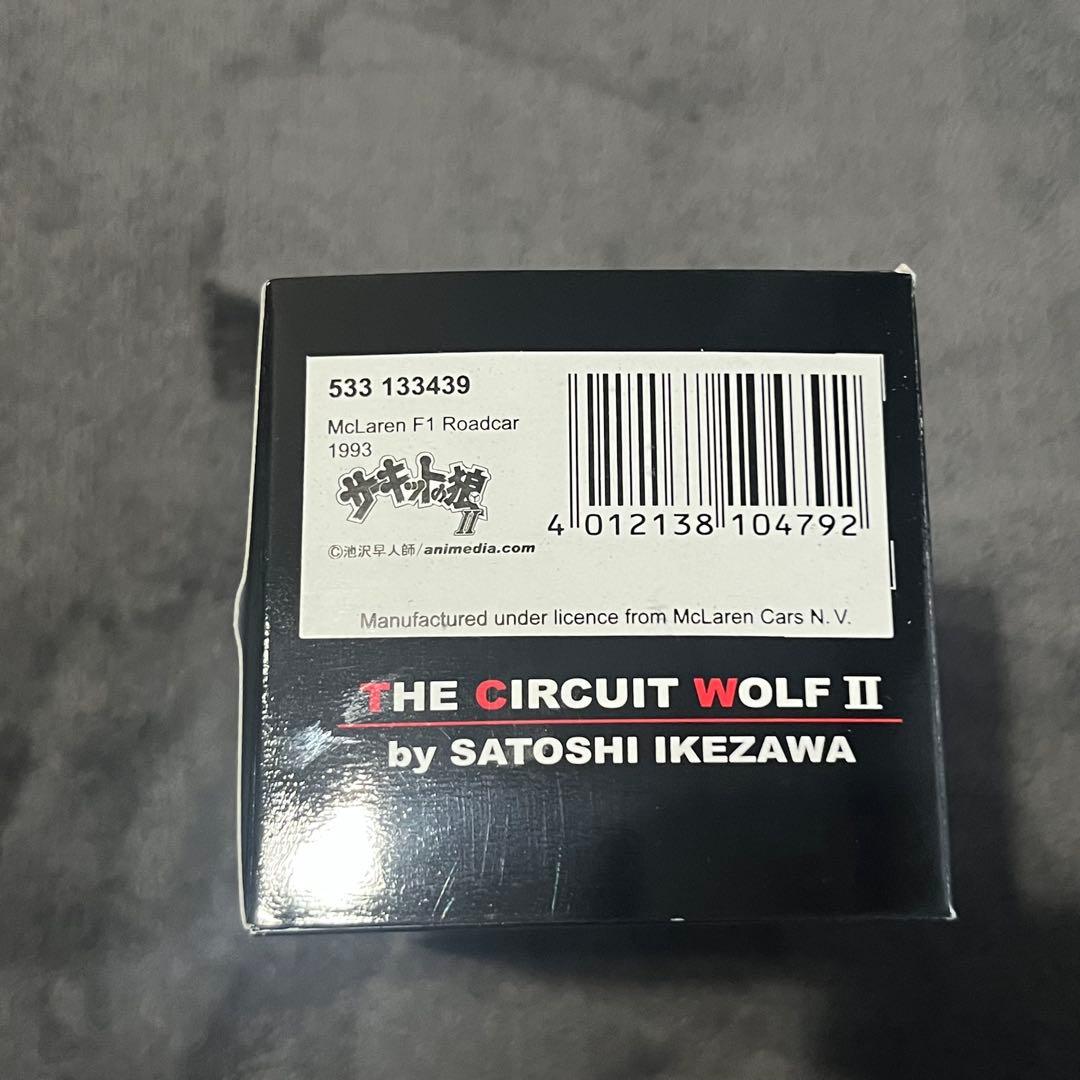 533 133439
McLaren F1 Roadcar
1993
サーキットの狼
II
©池沢早人師/animedia.com
4 012138 104792
Manufactured under licence from McLaren Cars N.V.
THE CIRCUIT WOLF II
by SATOSHI IKEZAWA